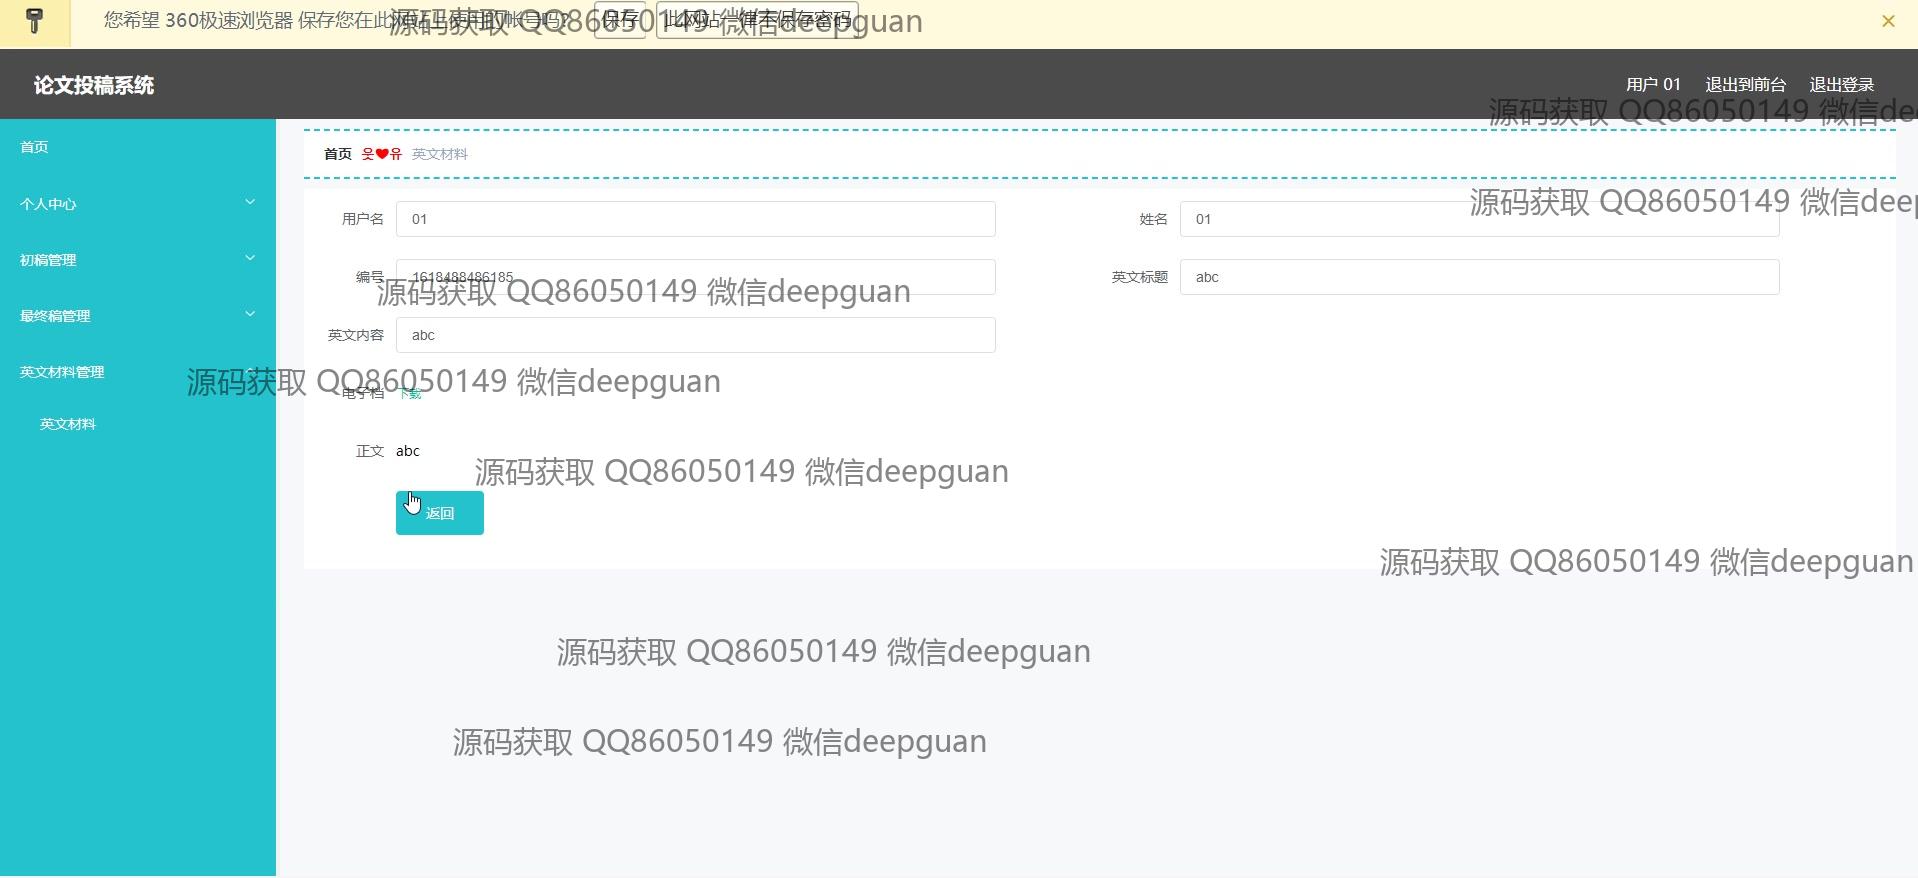 您希望 360极速浏览器 保存您在此网站上使用的帐号吗?
保存
此网站一律不保存密码
源码获取 QQ86050149 微信deepguan
论文投稿系统
用户 01
退出到前台
退出登录
源码获取 QQ86050149 微信de
首页
个人中心
初稿管理
最终稿管理
英文材料管理
英文材料
首页 웃❤유 英文材料
源码获取 QQ86050149 微信deep
用户名 01
姓名 01
编号 1618488486185
英文标题 abc
源码获取 QQ86050149 微信deepguan
英文内容 abc
源码获取 QQ86050149 微信deepguan
电子档 下载
正文 abc
源码获取 QQ86050149 微信deepguan
返回
源码获取 QQ86050149 微信deepguan
源码获取 QQ86050149 微信deepguan
源码获取 QQ86050149 微信deepguan